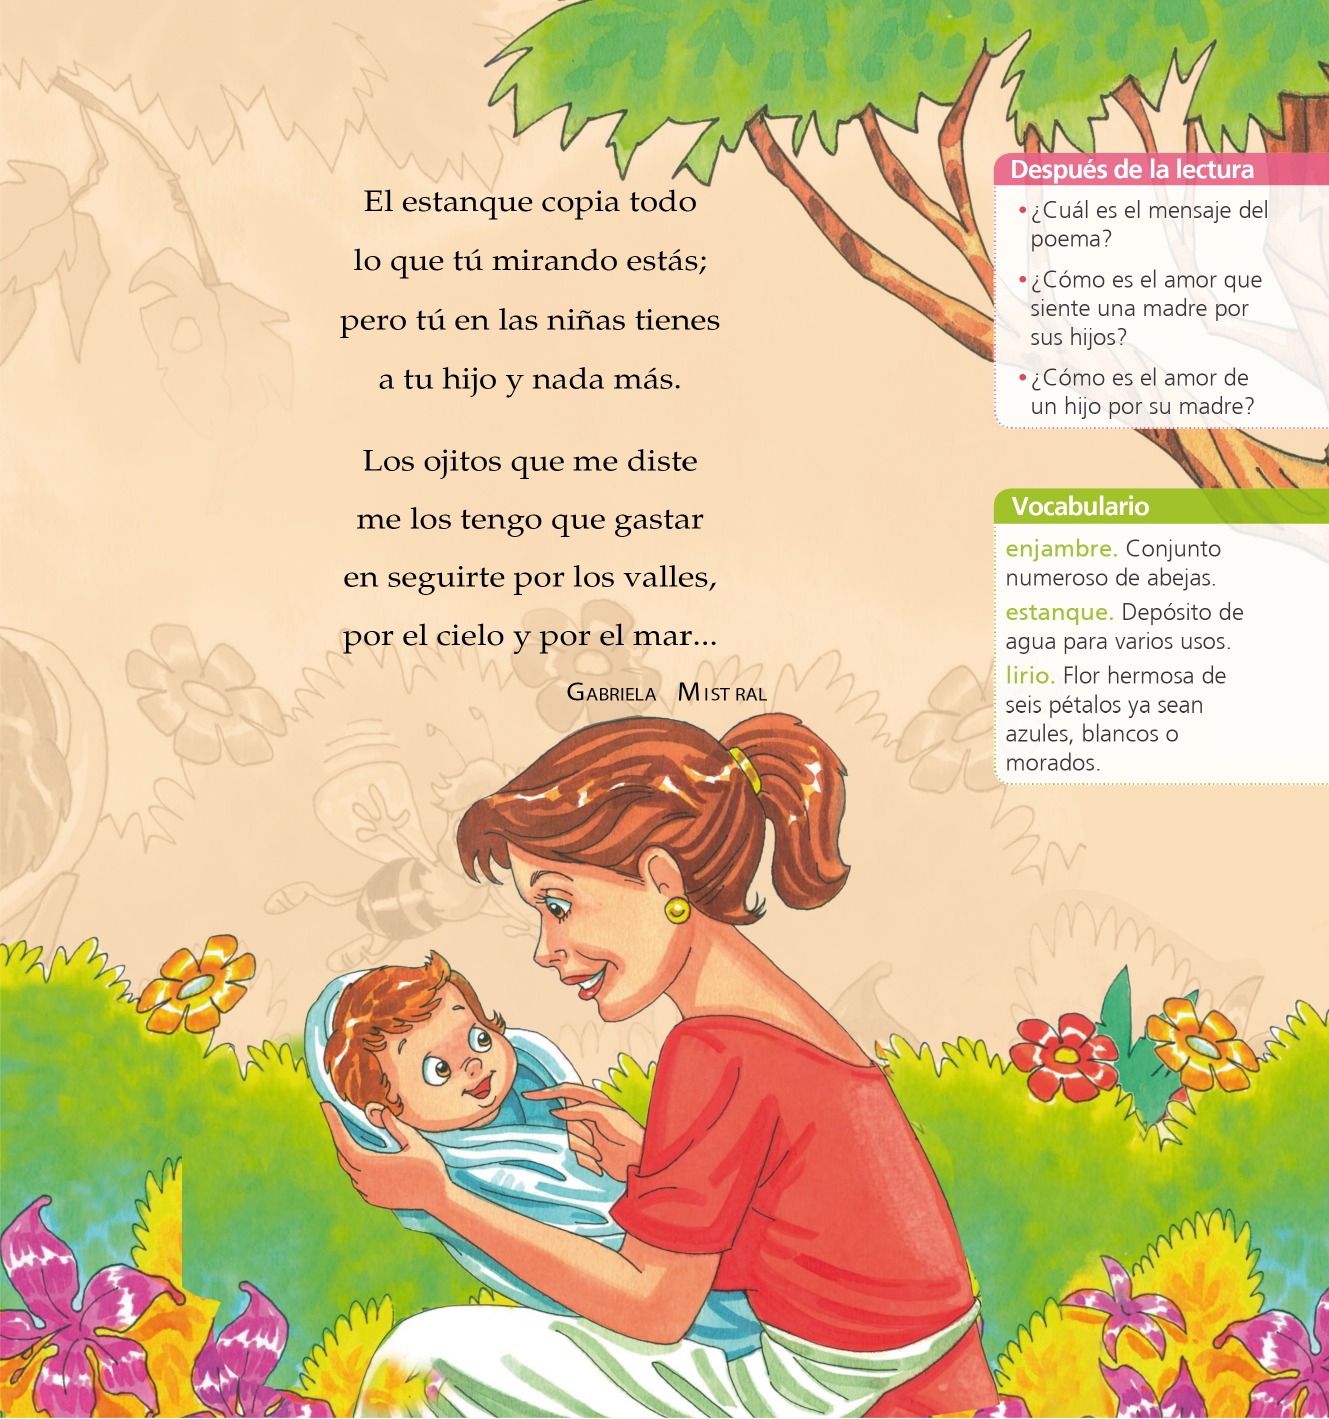 El estanque copia todo
lo que tú mirando estás;
pero tú en las niñas tienes
a tu hijo y nada más.
Los ojitos que me diste
me los tengo que gastar
en seguirte por los valles,
por el cielo y por el mar...
GABRIELA MISTRAL
Después de la lectura
• ¿Cuál es el mensaje del
poema?
• ¿Cómo es el amor que
siente una madre por
sus hijos?
• ¿Cómo es el amor de
un hijo por su madre?
Vocabulario
enjambre. Conjunto
numeroso de abejas.
estanque. Depósito de
agua para varios usos.
lirio. Flor hermosa de
seis pétalos ya sean
azules, blancos o
morados.